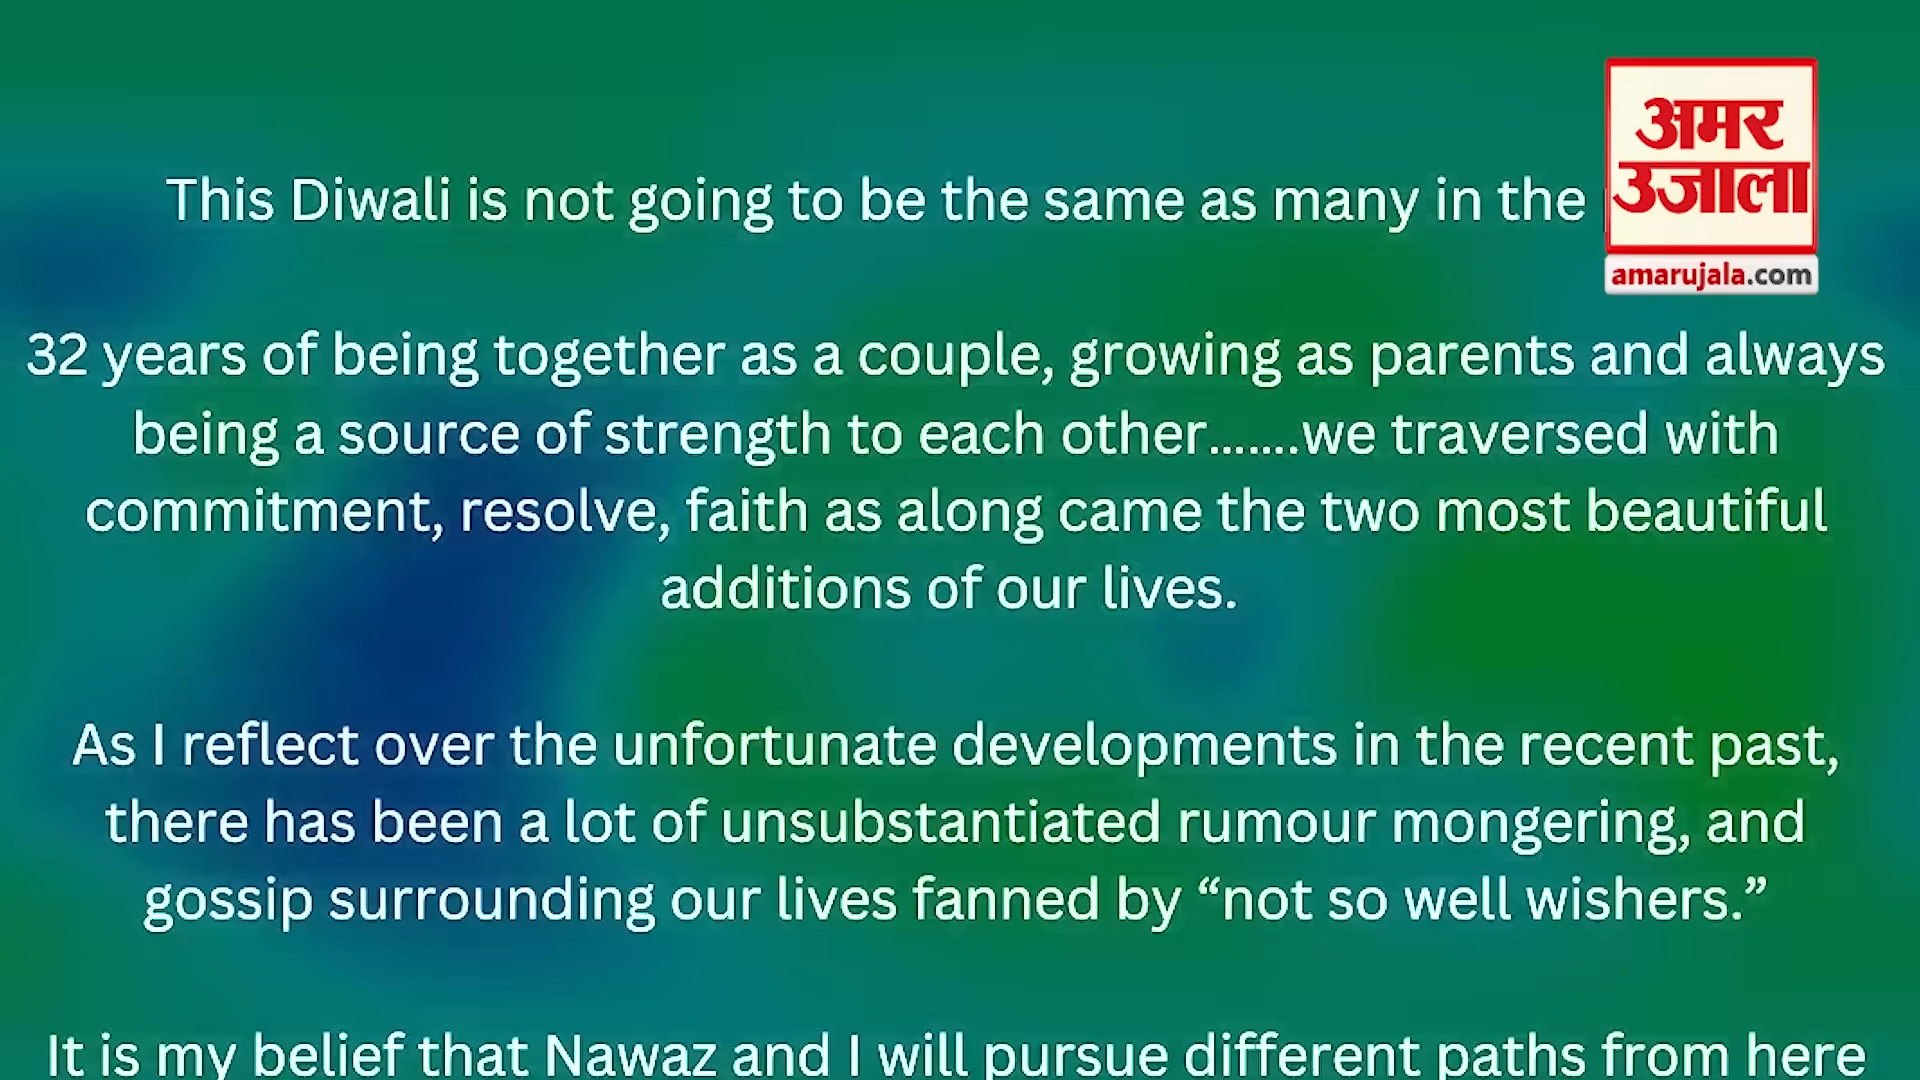 This Diwali is not going to be the same as many in the
अमर
उजाला
amarujala.com
32 years of being together as a couple, growing as parents and always
being a source of strength to each other.......we traversed with
commitment, resolve, faith as along came the two most beautiful
additions of our lives.
As I reflect over the unfortunate developments in the recent past,
there has been a lot of unsubstantiated rumour mongering, and
gossip surrounding our lives fanned by “not so well wishers.”
It is my belief that Nawaz and I will pursue different paths from here